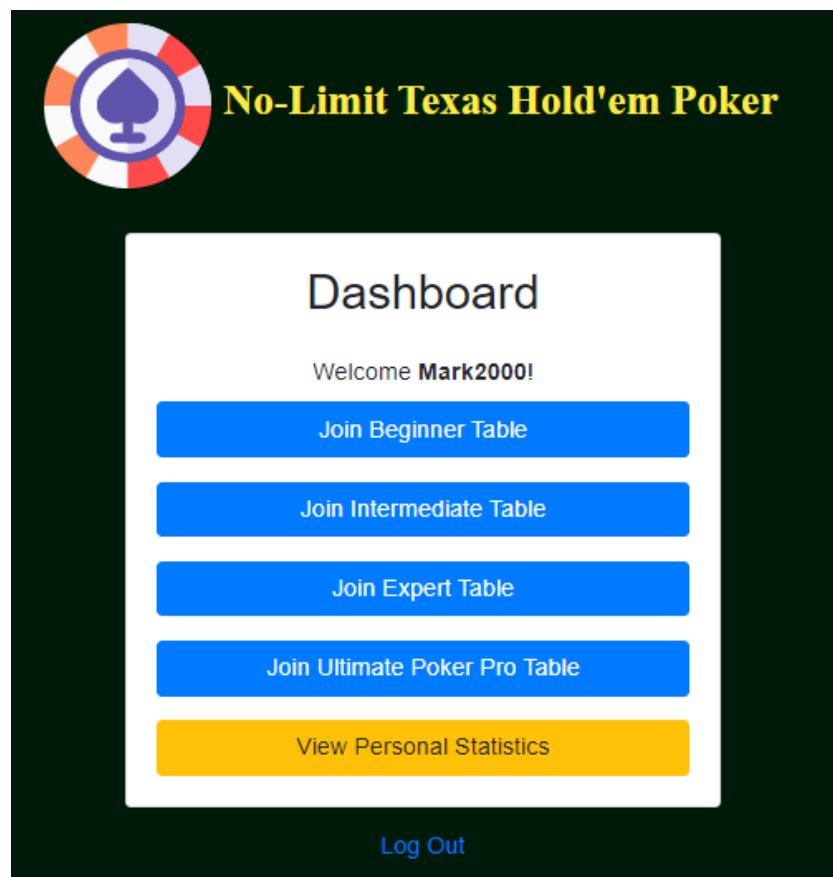 No-Limit Texas Hold'em Poker
Dashboard
Welcome Mark2000!
Join Beginner Table
Join Intermediate Table
Join Expert Table
Join Ultimate Poker Pro Table
View Personal Statistics
Log Out